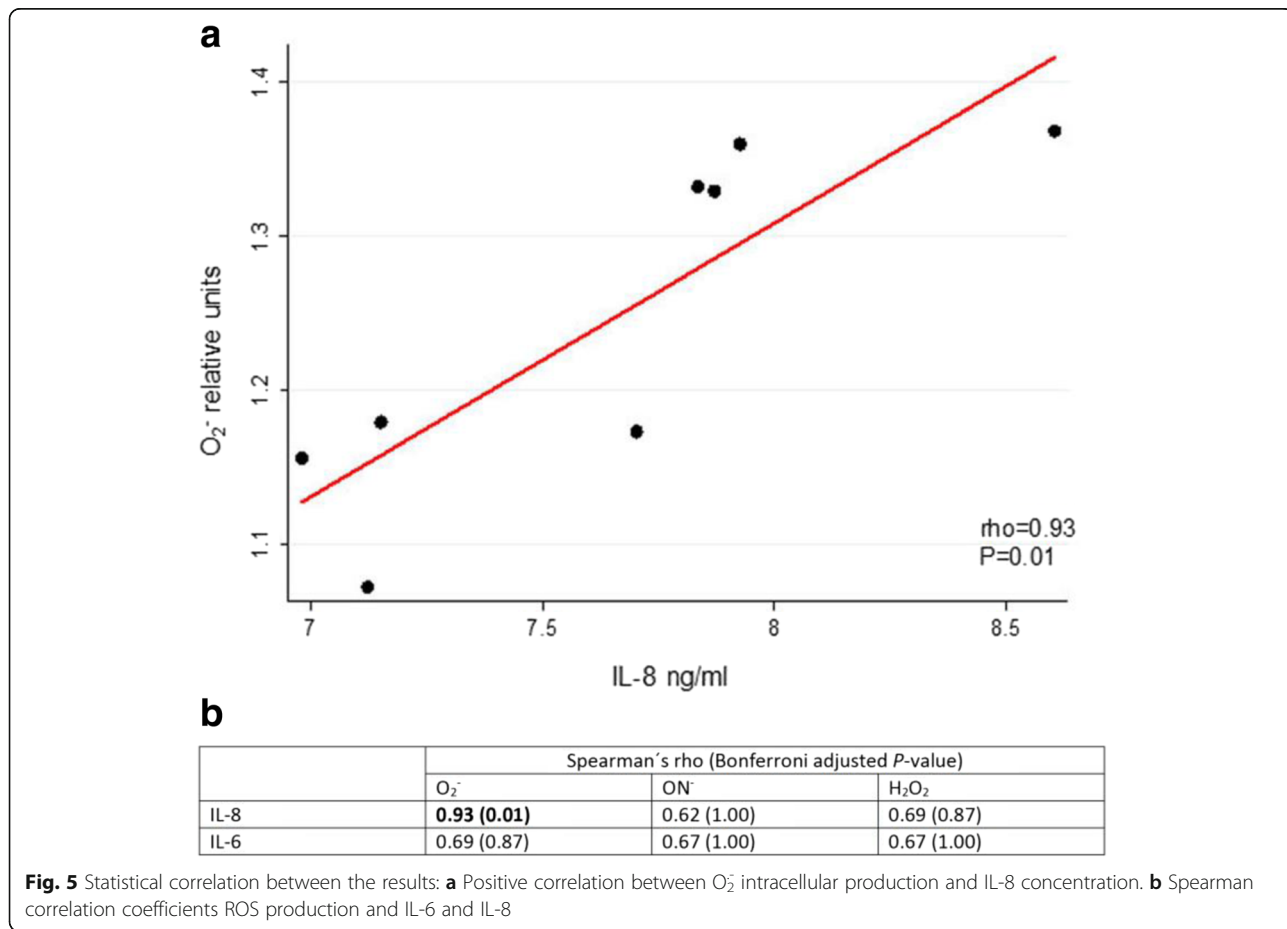 a
1.4
1.3
1.2
1.1
O₂⁻ relative units
rho=0.93
P=0.01
7 7.5 8 8.5
IL-8 ng/ml
b
Spearman´s rho (Bonferroni adjusted P-value)
O₂⁻ ON⁻ H₂O₂
IL-8 0.93 (0.01) 0.62 (1.00) 0.69 (0.87)
IL-6 0.69 (0.87) 0.67 (1.00) 0.67 (1.00)
Fig. 5 Statistical correlation between the results: a Positive correlation between O₂⁻ intracellular production and IL-8 concentration. b Spearman
correlation coefficients ROS production and IL-6 and IL-8